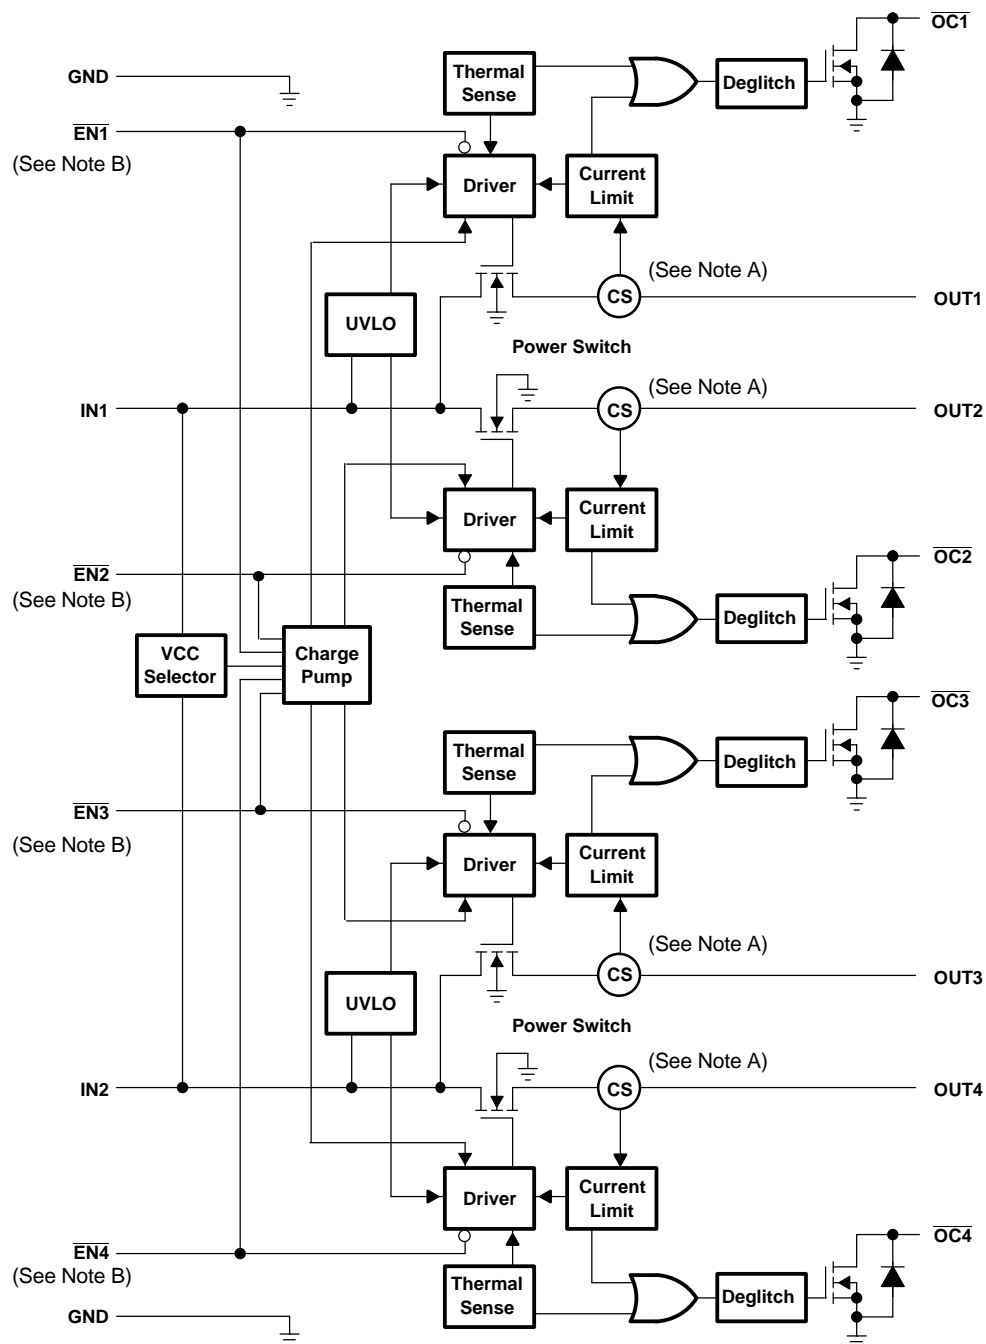 OC1
GND
Thermal
Sense
Deglitch
EN1
(See Note B)
Driver
Current
Limit
(See Note A)
CS
OUT1
UVLO
Power Switch
(See Note A)
IN1
CS
OUT2
Driver
Current
Limit
EN2
(See Note B)
OC2
Thermal
Sense
Deglitch
VCC
Selector
Charge
Pump
OC3
Thermal
Sense
Deglitch
EN3
(See Note B)
Driver
Current
Limit
(See Note A)
CS
OUT3
UVLO
Power Switch
(See Note A)
IN2
CS
OUT4
Driver
Current
Limit
EN4
(See Note B)
OC4
Thermal
Sense
Deglitch
GND